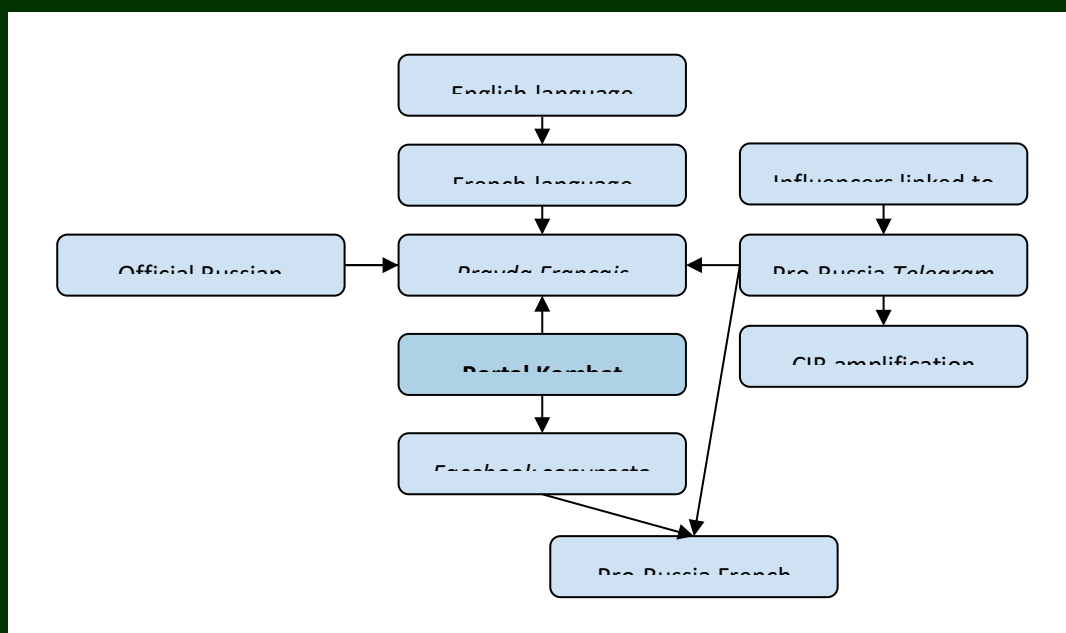 English-language
French-language
Influencers linked to
Official Russian
Pravda Français
Pro-Russia Telegram
Portal Kombat
CIB amplification
Facebook copypasta
Pro-Russia French